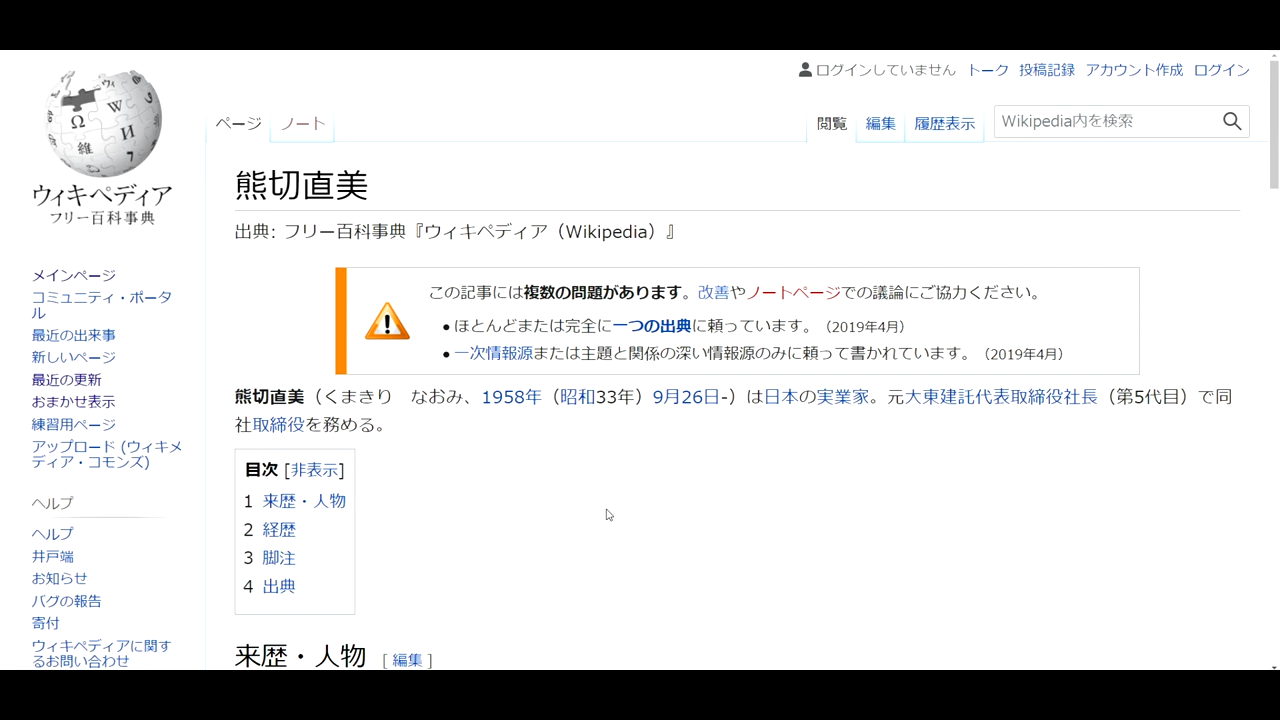 ログインしていません トーク 投稿記録 アカウント作成 ログイン
ページ ノート 閲覧 編集 履歴表示 Wikipedia内を検索
ウィキペディア
フリー百科事典
メインページ
コミュニティ・ポータ
ル
最近の出来事
新しいページ
最近の更新
おまかせ表示
練習用ページ
アップロード (ウィキメ
ディア・コモンズ)
ヘルプ
ヘルプ
井戸端
お知らせ
バグの報告
寄付
ウィキペディアに関す
るお問い合わせ
熊切直美
出典: フリー百科事典『ウィキペディア（Wikipedia）』
この記事には複数の問題があります。改善やノートページでの議論にご協力ください。
• ほとんどまたは完全に一つの出典に頼っています。（2019年4月）
• 一次情報源または主題と関係の深い情報源のみに頼って書かれています。（2019年4月）
熊切直美（くまきり　なおみ、1958年（昭和33年）9月26日-）は日本の実業家。元大東建託代表取締役社長（第5代目）で同
社取締役を務める。
目次 [非表示]
1 来歴・人物
2 経歴
3 脚注
4 出典
来歴・人物 [ 編集 ]